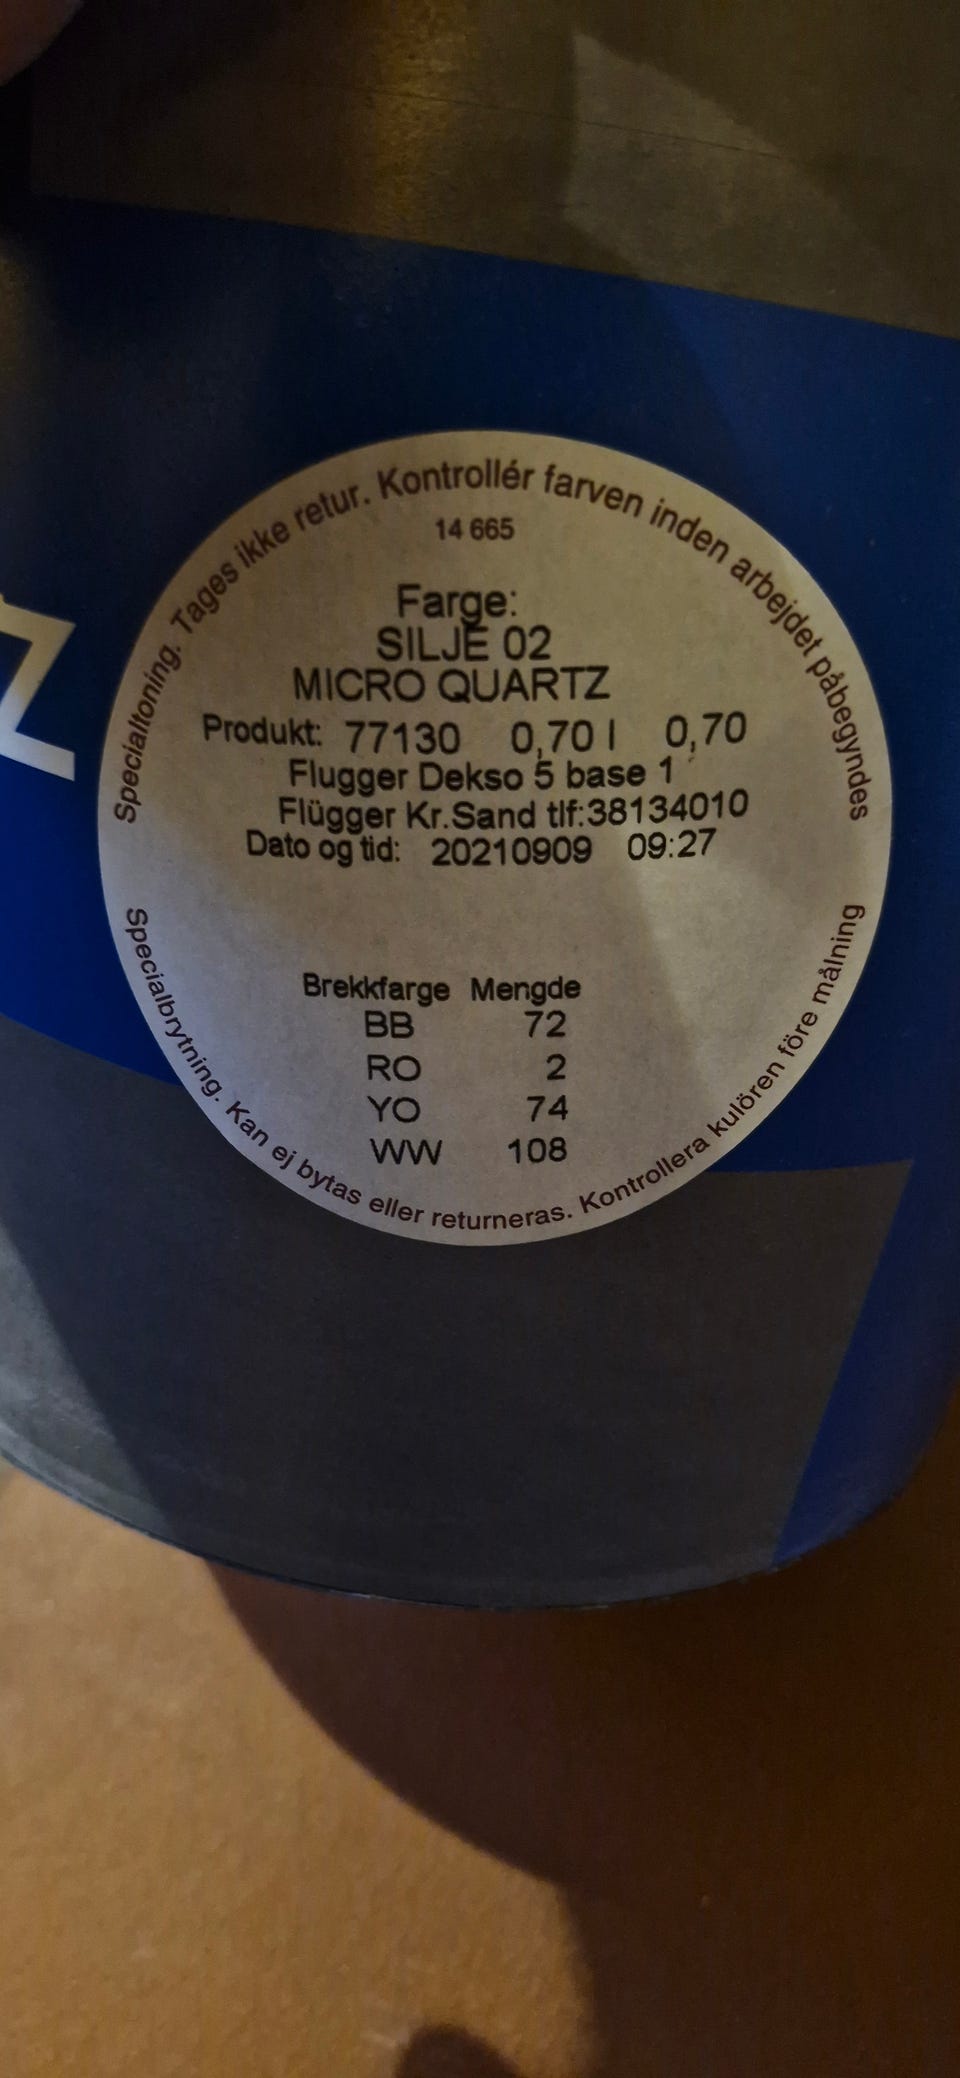 Specialtoning. Tages ikke retur. Kontrollér farven inden arbejdet påbegyndes
14 665
Farge:
SILJE 02
MICRO QUARTZ
Produkt: 77130 0,70 l 0,70
Flugger Dekso 5 base 1
Flügger Kr.Sand tlf:38134010
Dato og tid: 20210909 09:27
Brekkfarge Mengde
BB 72
RO 2
YO 74
WW 108
Specialbrytning. Kan ej bytas eller returneras. Kontrollera kulören före målning